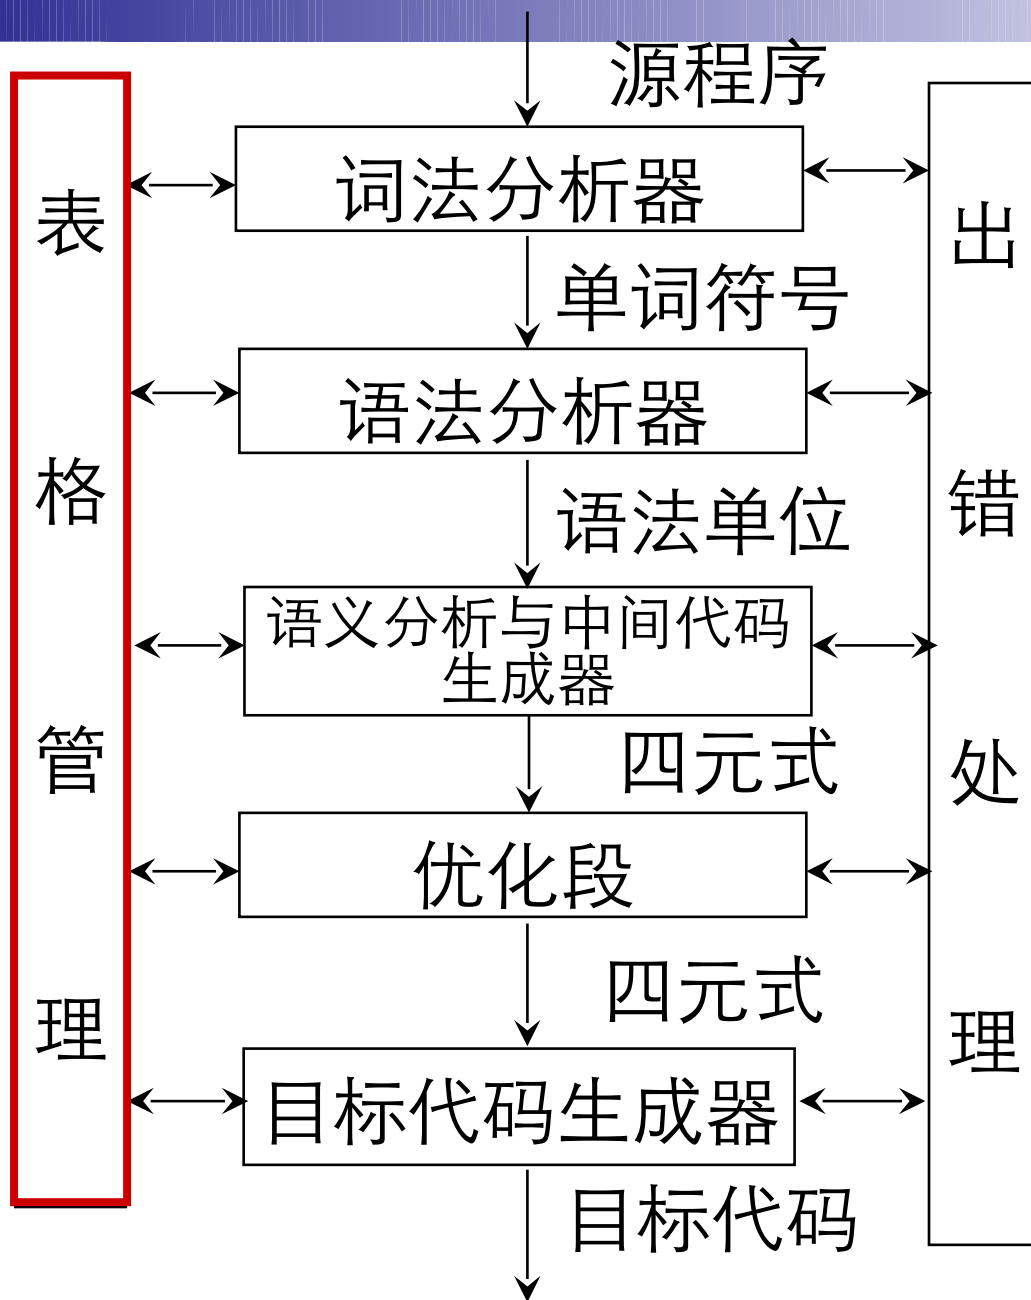 源程序
词法分析器
单词符号
语法分析器
语法单位
语义分析与中间代码
生成器
四元式
优化段
四元式
目标代码生成器
目标代码
表
格
管
理
出
错
处
理